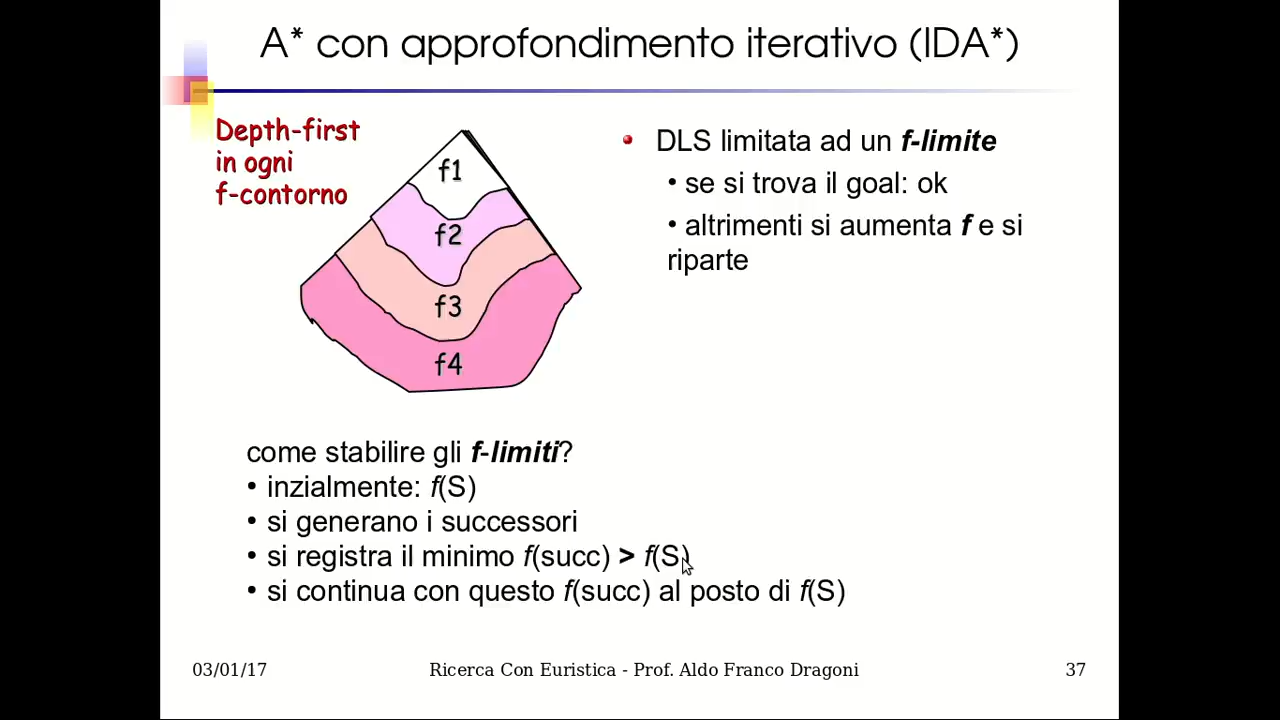 A* con approfondimento iterativo (IDA*)
Depth-first
in ogni
f-contorno
f1
f2
f3
f4
• DLS limitata ad un f-limite
• se si trova il goal: ok
• altrimenti si aumenta f e si
riparte
come stabilire gli f-limiti?
• inzialmente: f(S)
• si generano i successori
• si registra il minimo f(succ) > f(S)
• si continua con questo f(succ) al posto di f(S)
03/01/17
Ricerca Con Euristica - Prof. Aldo Franco Dragoni
37